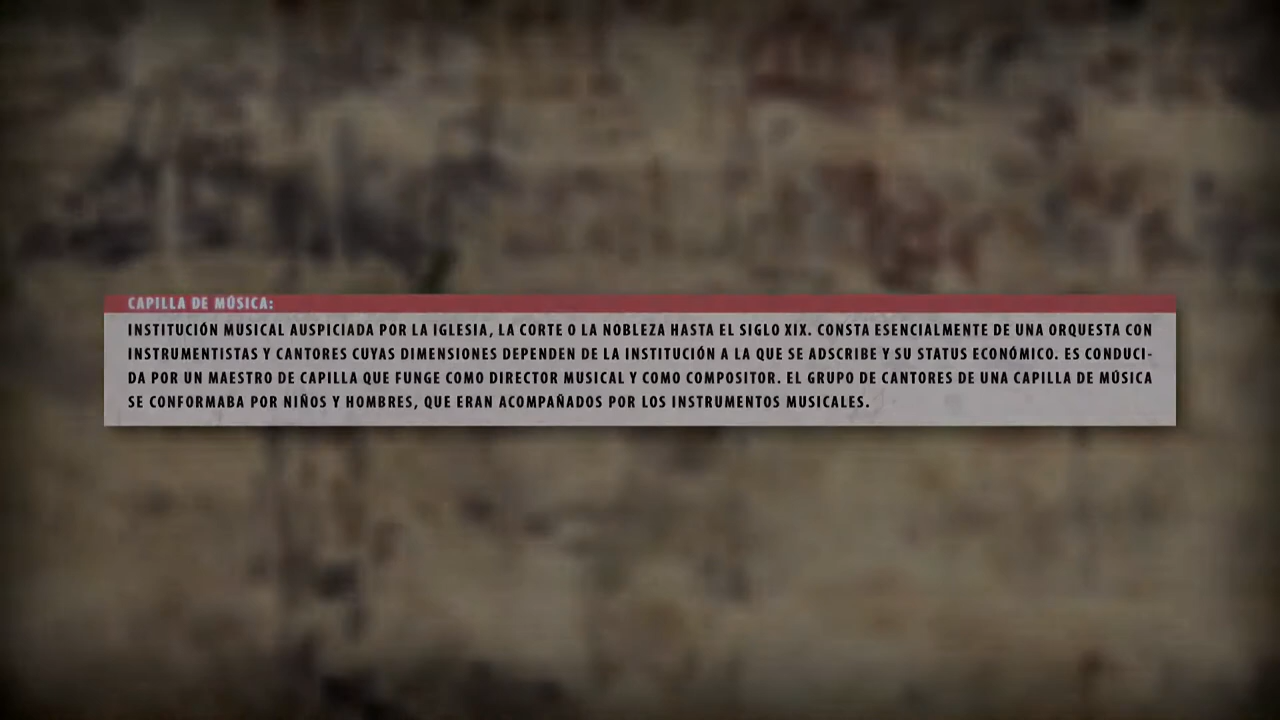 CAPILLA DE MÚSICA:
INSTITUCIÓN MUSICAL AUSPICIADA POR LA IGLESIA, LA CORTE O LA NOBLEZA HASTA EL SIGLO XIX. CONSTA ESENCIALMENTE DE UNA ORQUESTA CON
INSTRUMENTISTAS Y CANTORES CUYAS DIMENSIONES DEPENDEN DE LA INSTITUCIÓN A LA QUE SE ADSCRIBE Y SU STATUS ECONÓMICO. ES CONDUCI-
DA POR UN MAESTRO DE CAPILLA QUE FUNGE COMO DIRECTOR MUSICAL Y COMO COMPOSITOR. EL GRUPO DE CANTORES DE UNA CAPILLA DE MÚSICA
SE CONFORMABA POR NIÑOS Y HOMBRES, QUE ERAN ACOMPAÑADOS POR LOS INSTRUMENTOS MUSICALES.